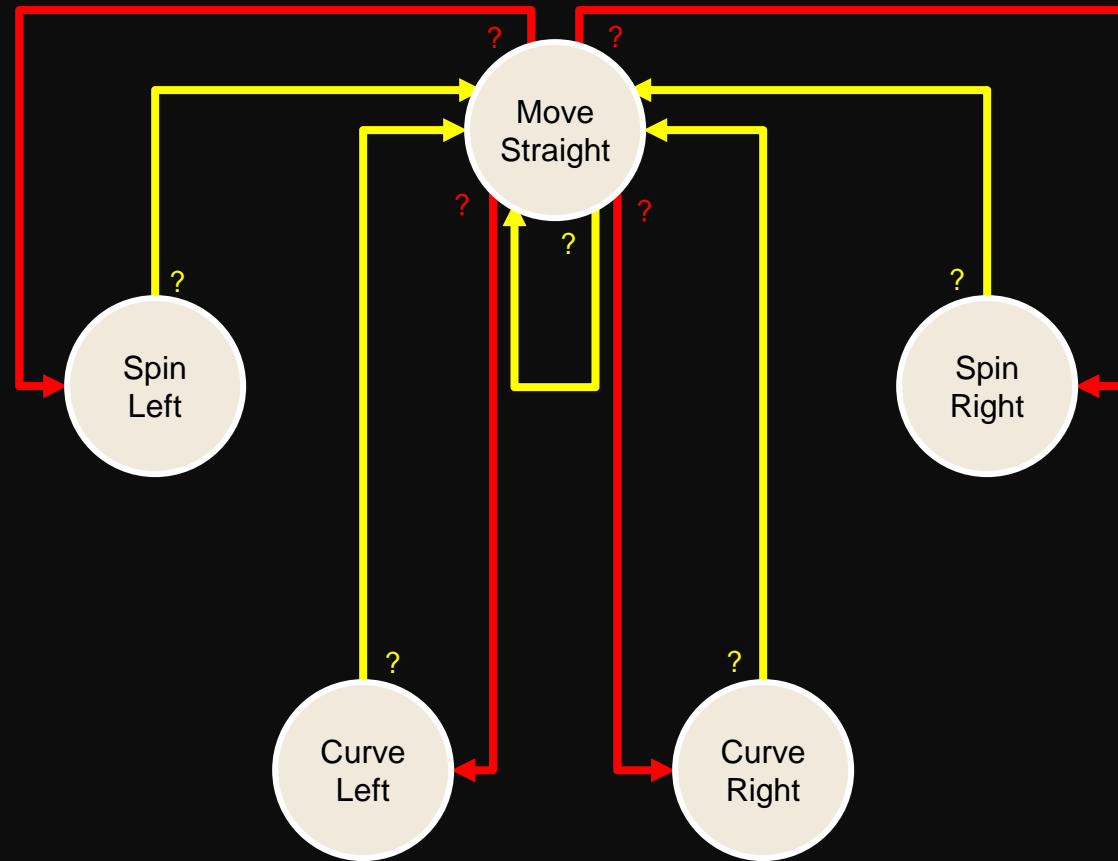 ?
?
Move
Straight
?
?
?
?
?
Spin
Left
Spin
Right
?
?
Curve
Left
Curve
Right